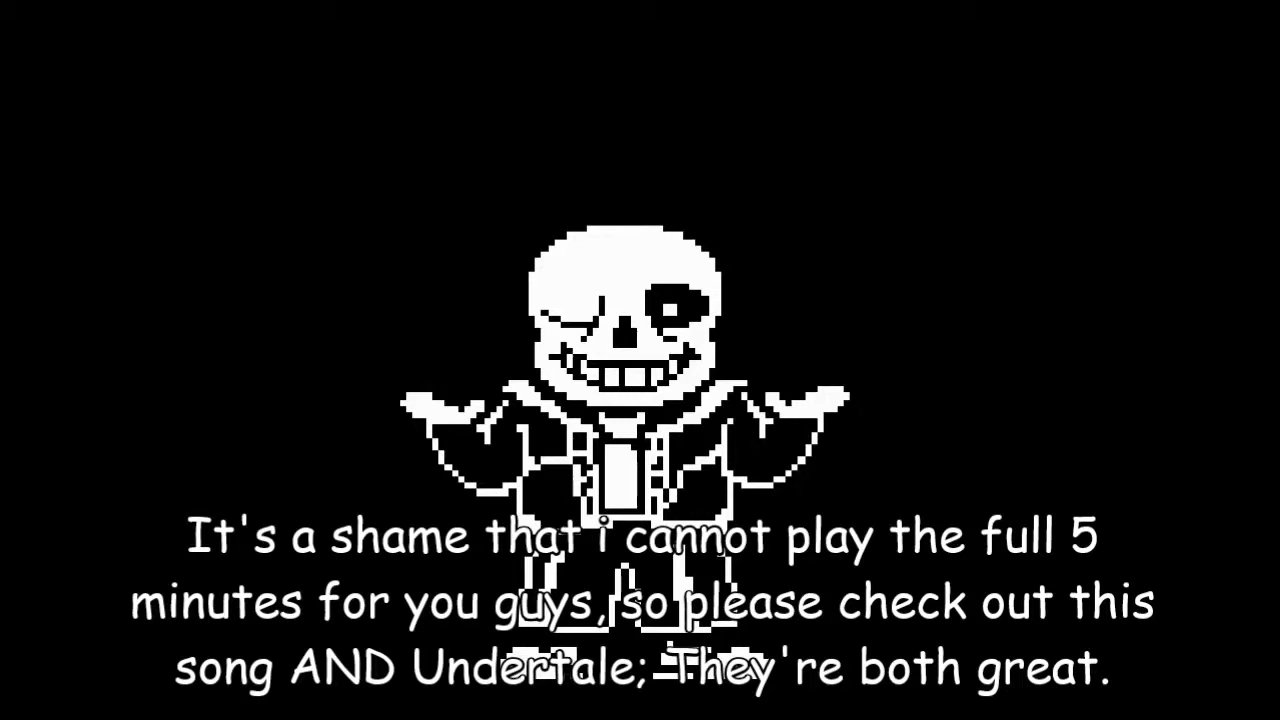 It's a shame that i cannot play the full 5
minutes for you guys, so please check out this
song AND Undertale; They're both great.